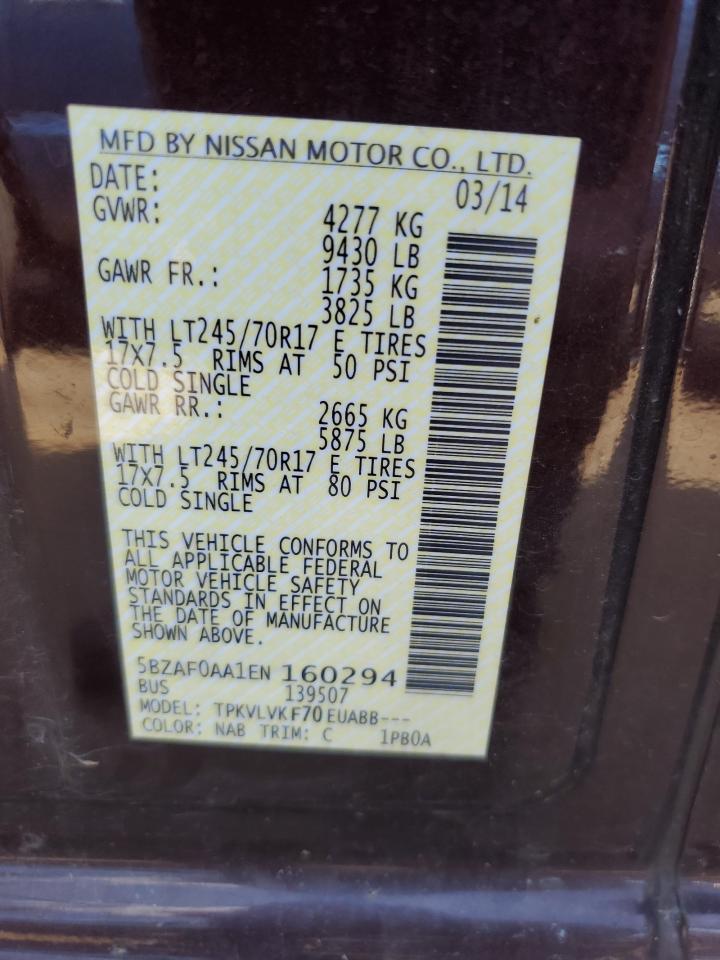 MFD BY NISSAN MOTOR CO., LTD.
DATE: 03/14
GVWR: 4277 KG
9430 LB
GAWR FR.: 1735 KG
3825 LB
WITH LT245/70R17 E TIRES
17X7.5 RIMS AT 50 PSI
COLD SINGLE
GAWR RR.: 2665 KG
5875 LB
WITH LT245/70R17 E TIRES
17X7.5 RIMS AT 80 PSI
COLD SINGLE
THIS VEHICLE CONFORMS TO
ALL APPLICABLE FEDERAL
MOTOR VEHICLE SAFETY
STANDARDS IN EFFECT ON
THE DATE OF MANUFACTURE
SHOWN ABOVE.
5BZAF0AA1EN 160294
BUS 139507
MODEL: TPKVLVKF70EUABB---
COLOR: NAB TRIM: C 1PB0A